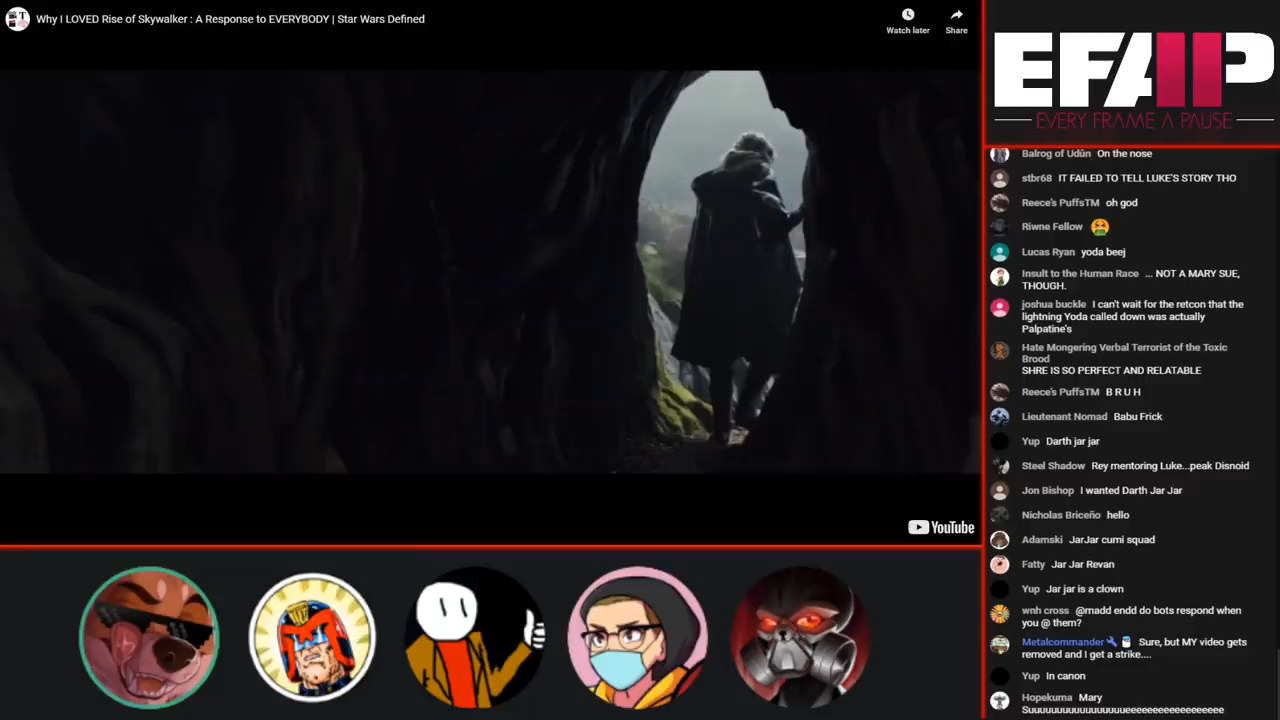 Why I LOVED Rise of Skywalker : A Response to EVERYBODY | Star Wars Defined
Watch later
Share
YouTube
EFAP
EVERY FRAME A PAUSE
Balrog of Udûn On the nose
stbr68 IT FAILED TO TELL LUKE'S STORY THO
Reece's PuffsTM oh god
Riwne Fellow 🤮
Lucas Ryan yoda beej
Insult to the Human Race ... NOT A MARY SUE,
THOUGH.
joshua buckle I can't wait for the retcon that the
lightning Yoda called down was actually
Palpatine's
Hate Mongering Verbal Terrorist of the Toxic
Brood
SHRE IS SO PERFECT AND RELATABLE
Reece's PuffsTM B R U H
Lieutenant Nomad Babu Frick
Yup Darth jar jar
Steel Shadow Rey mentoring Luke...peak Disnoid
Jon Bishop I wanted Darth Jar Jar
Nicholas Briceño hello
Adamski JarJar cumi squad
Fatty Jar Jar Revan
Yup Jar jar is a clown
wnh cross @madd endd do bots respond when
you @ them?
Metalcommander 🔧 Sure, but MY video gets
removed and I get a strike....
Yup In canon
Hopekuma Mary
Suuuuuuuuuuuuuuuuueeeeeeeeeeeeeeeeee